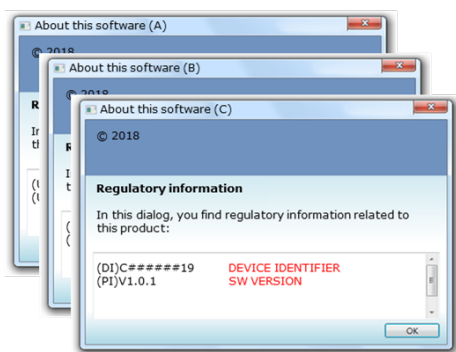 About this software (A)
© 2018
About this software (B)
© 2018
About this software (C)
© 2018
Regulatory information
In this dialog, you find regulatory information related to
this product:
(DI)C######19 DEVICE IDENTIFIER
(PI)V1.0.1 SW VERSION
OK